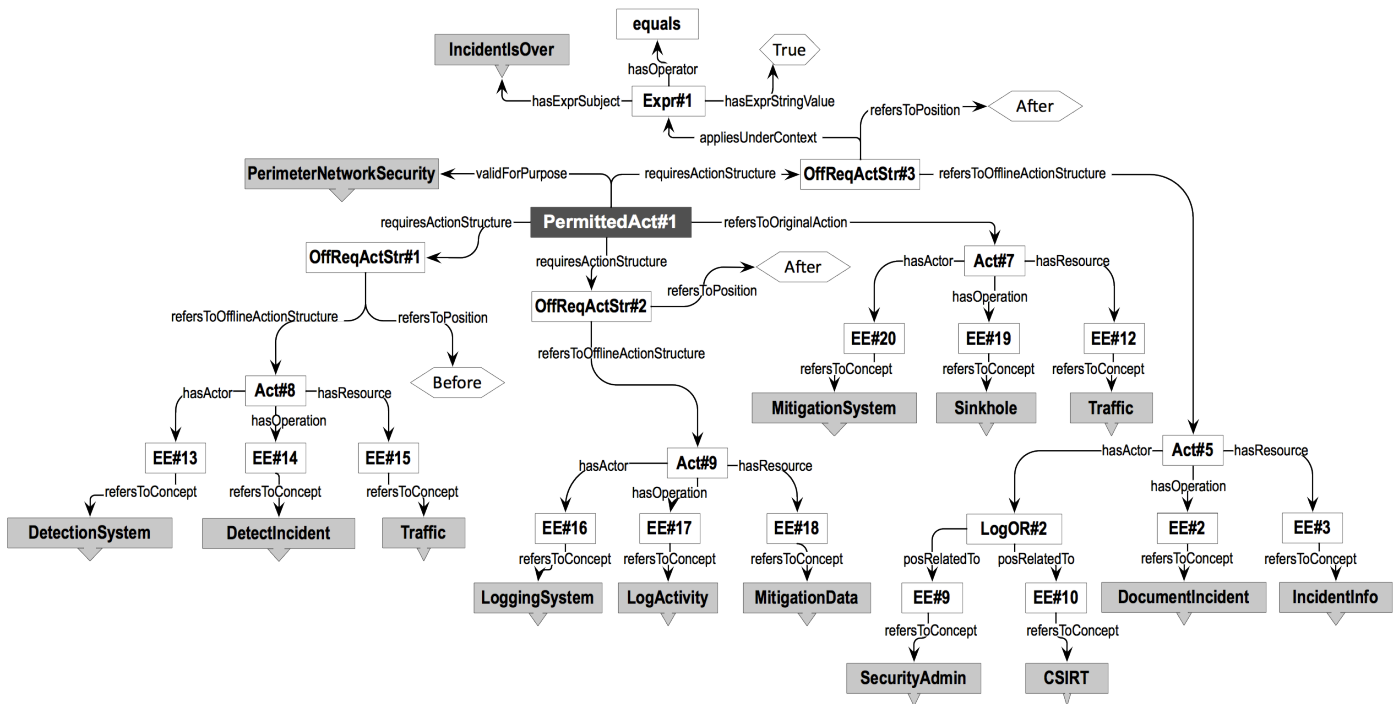 equals
IncidentIsOver
True
hasOperator
hasExprSubject
Expr#1
hasExprStringValue
refersToPosition
After
appliesUnderContext
PerimeterNetworkSecurity
validForPurpose
requiresActionStructure
OffReqActStr#3
refersToOfflineActionStructure
requiresActionStructure
PermittedAct#1
refersToOriginalAction
OffReqActStr#1
requiresActionStructure
After
hasActor
Act#7
hasResource
refersToPosition
hasOperation
OffReqActStr#2
refersToOfflineActionStructure
refersToPosition
EE#20
EE#19
EE#12
refersToOfflineActionStructure
refersToConcept
refersToConcept
refersToConcept
Before
hasActor
Act#8
hasResource
MitigationSystem
Sinkhole
Traffic
hasOperation
EE#13
EE#14
EE#15
hasActor
Act#9
hasResource
hasActor
Act#5
hasResource
hasOperation
hasOperation
refersToConcept
refersToConcept
refersToConcept
DetectionSystem
DetectIncident
Traffic
EE#16
EE#17
EE#18
LogOR#2
EE#2
EE#3
refersToConcept
refersToConcept
refersToConcept
posRelatedTo
posRelatedTo
refersToConcept
refersToConcept
LoggingSystem
LogActivity
MitigationData
EE#9
EE#10
DocumentIncident
IncidentInfo
refersToConcept
refersToConcept
SecurityAdmin
CSIRT